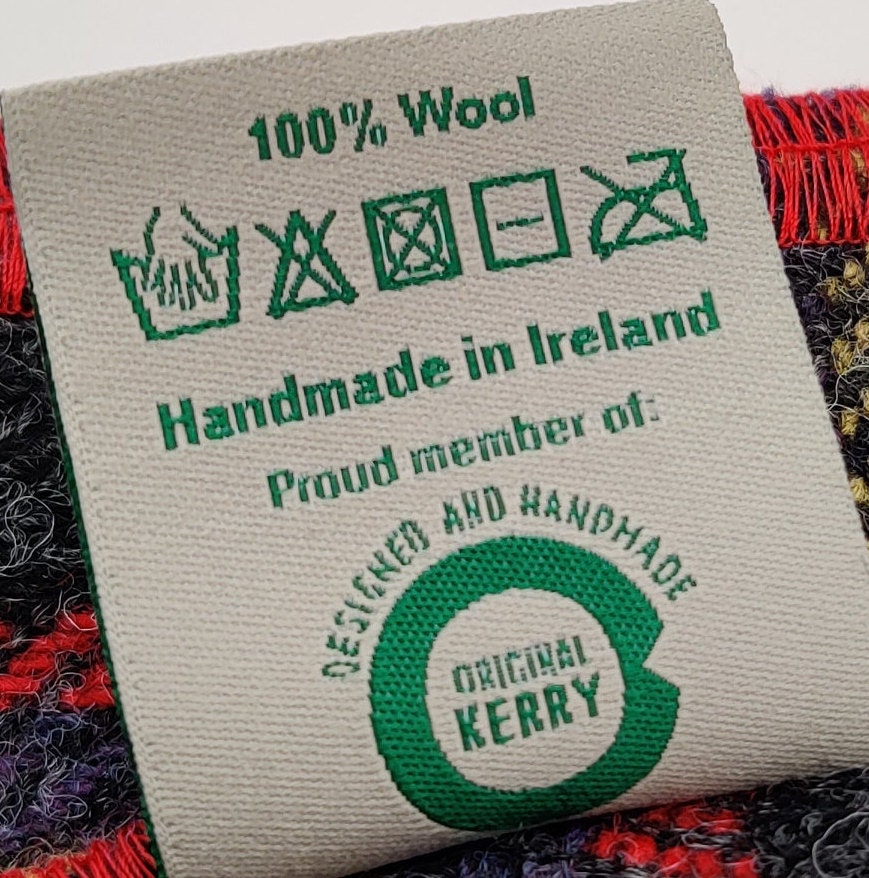 100% Wool
Handmade in Ireland
Proud member of:
DESIGNED AND HANDMADE
ORIGINAL
KERRY